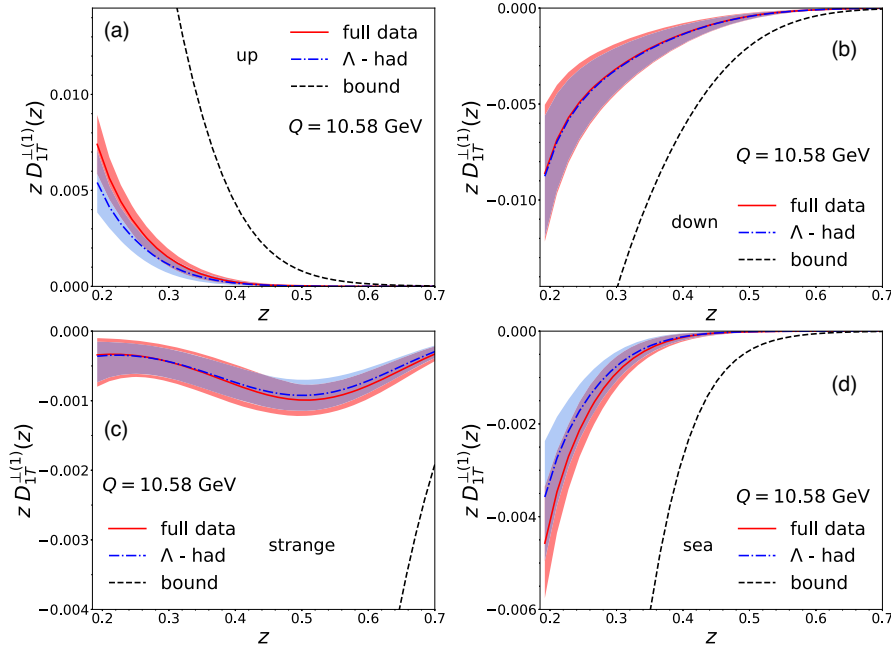 (a)
up
full data
Λ - had
bound
Q = 10.58 GeV
z D_{1T}^{⊥(1)}(z)
0.010
0.005
0.000
0.2 0.3 0.4 0.5 0.6 0.7
z
(b)
Q = 10.58 GeV
down
full data
Λ - had
bound
z D_{1T}^{⊥(1)}(z)
0.000
−0.005
−0.010
0.2 0.3 0.4 0.5 0.6 0.7
z
(c)
Q = 10.58 GeV
full data
Λ - had
bound
strange
z D_{1T}^{⊥(1)}(z)
0.000
−0.001
−0.002
−0.003
−0.004
0.2 0.3 0.4 0.5 0.6 0.7
z
(d)
Q = 10.58 GeV
full data
Λ - had
bound
sea
z D_{1T}^{⊥(1)}(z)
0.000
−0.002
−0.004
−0.006
0.2 0.3 0.4 0.5 0.6 0.7
z